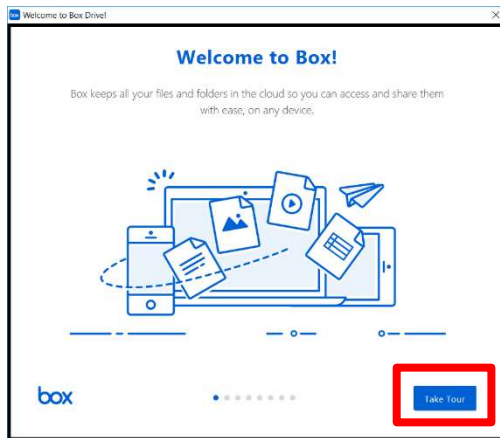 box Welcome to Box Drive!
Welcome to Box!
Box keeps all your files and folders in the cloud so you can access and share them
with ease, on any device.
box
Take Tour